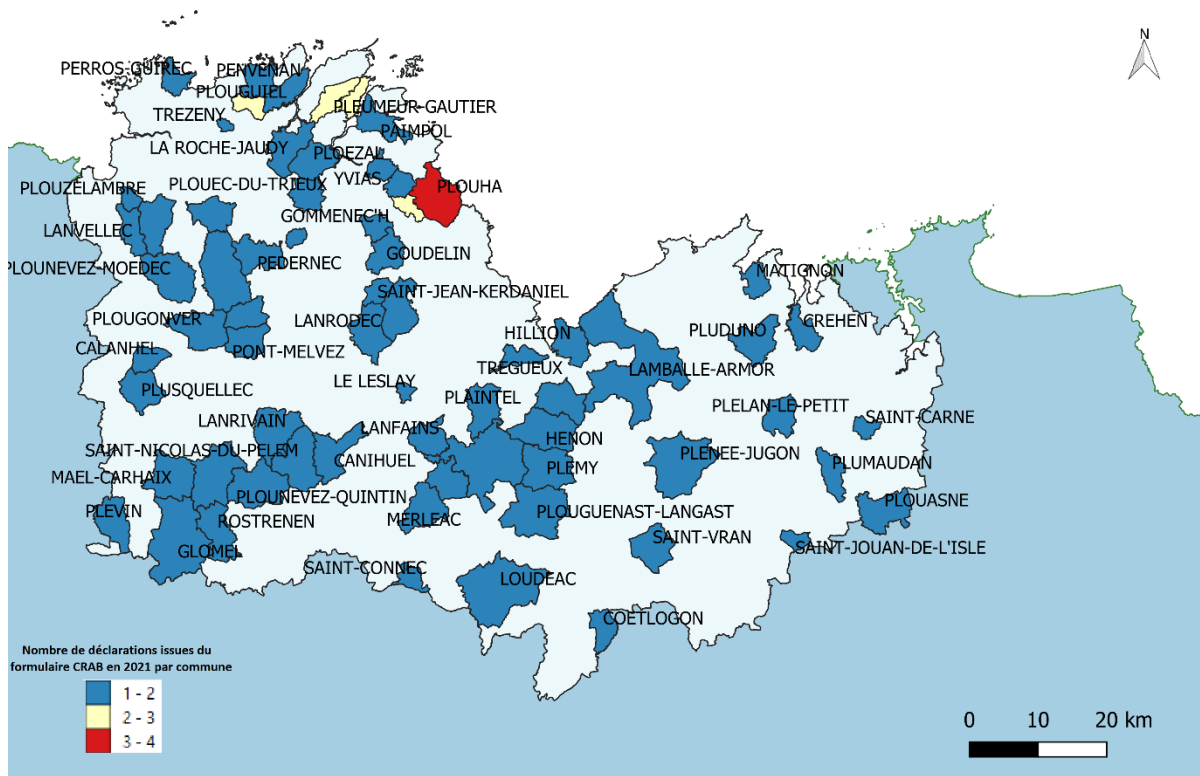 N
PERROS-GUIREC
PENVENAN
PLOUGUIEL
PLEUMEUR-GAUTIER
TREZENY
PAIMPOL
LA ROCHE-JAUDY
PLOEZAL
PLOUZELAMBRE
PLOUEC-DU-TRIEUX
YVIAS
PLOUHA
GOMMENEC'H
LANVELLEC
GOUDELIN
PEDERNEC
PLOUNEVEZ-MOEDEC
MATIGNON
SAINT-JEAN-KERDANIEL
PLOUGONVER
LANRODEC
CREHEN
HILLION
PLUDUNO
CALANHEL
PONT-MELVEZ
TREGUEUX
LAMBALLE-ARMOR
LE LESLAY
PLUSQUELLEC
PLAINTEL
PLELAN-LE-PETIT
SAINT-CARNE
LANRIVAIN
LANFAINS
HENON
SAINT-NICOLAS-DU-PELEM
PLENEE-JUGON
CANIHUEL
PLUMAUDAN
PLEMY
MAEL-CARHAIX
PLOUNEVEZ-QUINTIN
PLOUASNE
PLEVIN
PLOUGUENAST-LANGAST
ROSTRENEN
MERLEAC
SAINT-VRAN
SAINT-JOUAN-DE-L'ISLE
GLOMEL
SAINT-CONNEC
LOUDEAC
COETLOGON
Nombre de déclarations issues du
formulaire CRAB en 2021 par commune
1 - 2
2 - 3
3 - 4
0 10 20 km